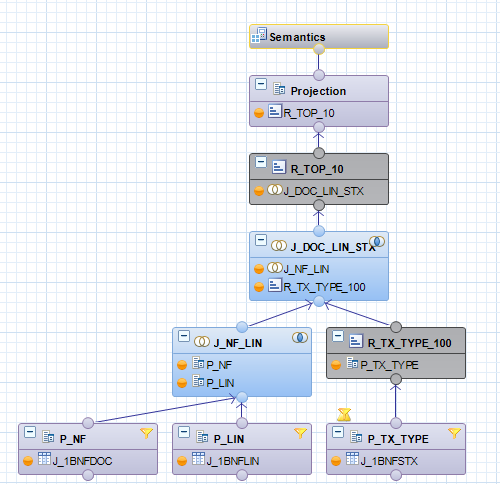 Semantics
Projection
R_TOP_10
R_TOP_10
J_DOC_LIN_STX
J_DOC_LIN_STX
J_NF_LIN
R_TX_TYPE_100
J_NF_LIN
P_NF
P_LIN
R_TX_TYPE_100
P_TX_TYPE
P_NF
J_1BNFDOC
P_LIN
J_1BNFLIN
P_TX_TYPE
J_1BNFSTX